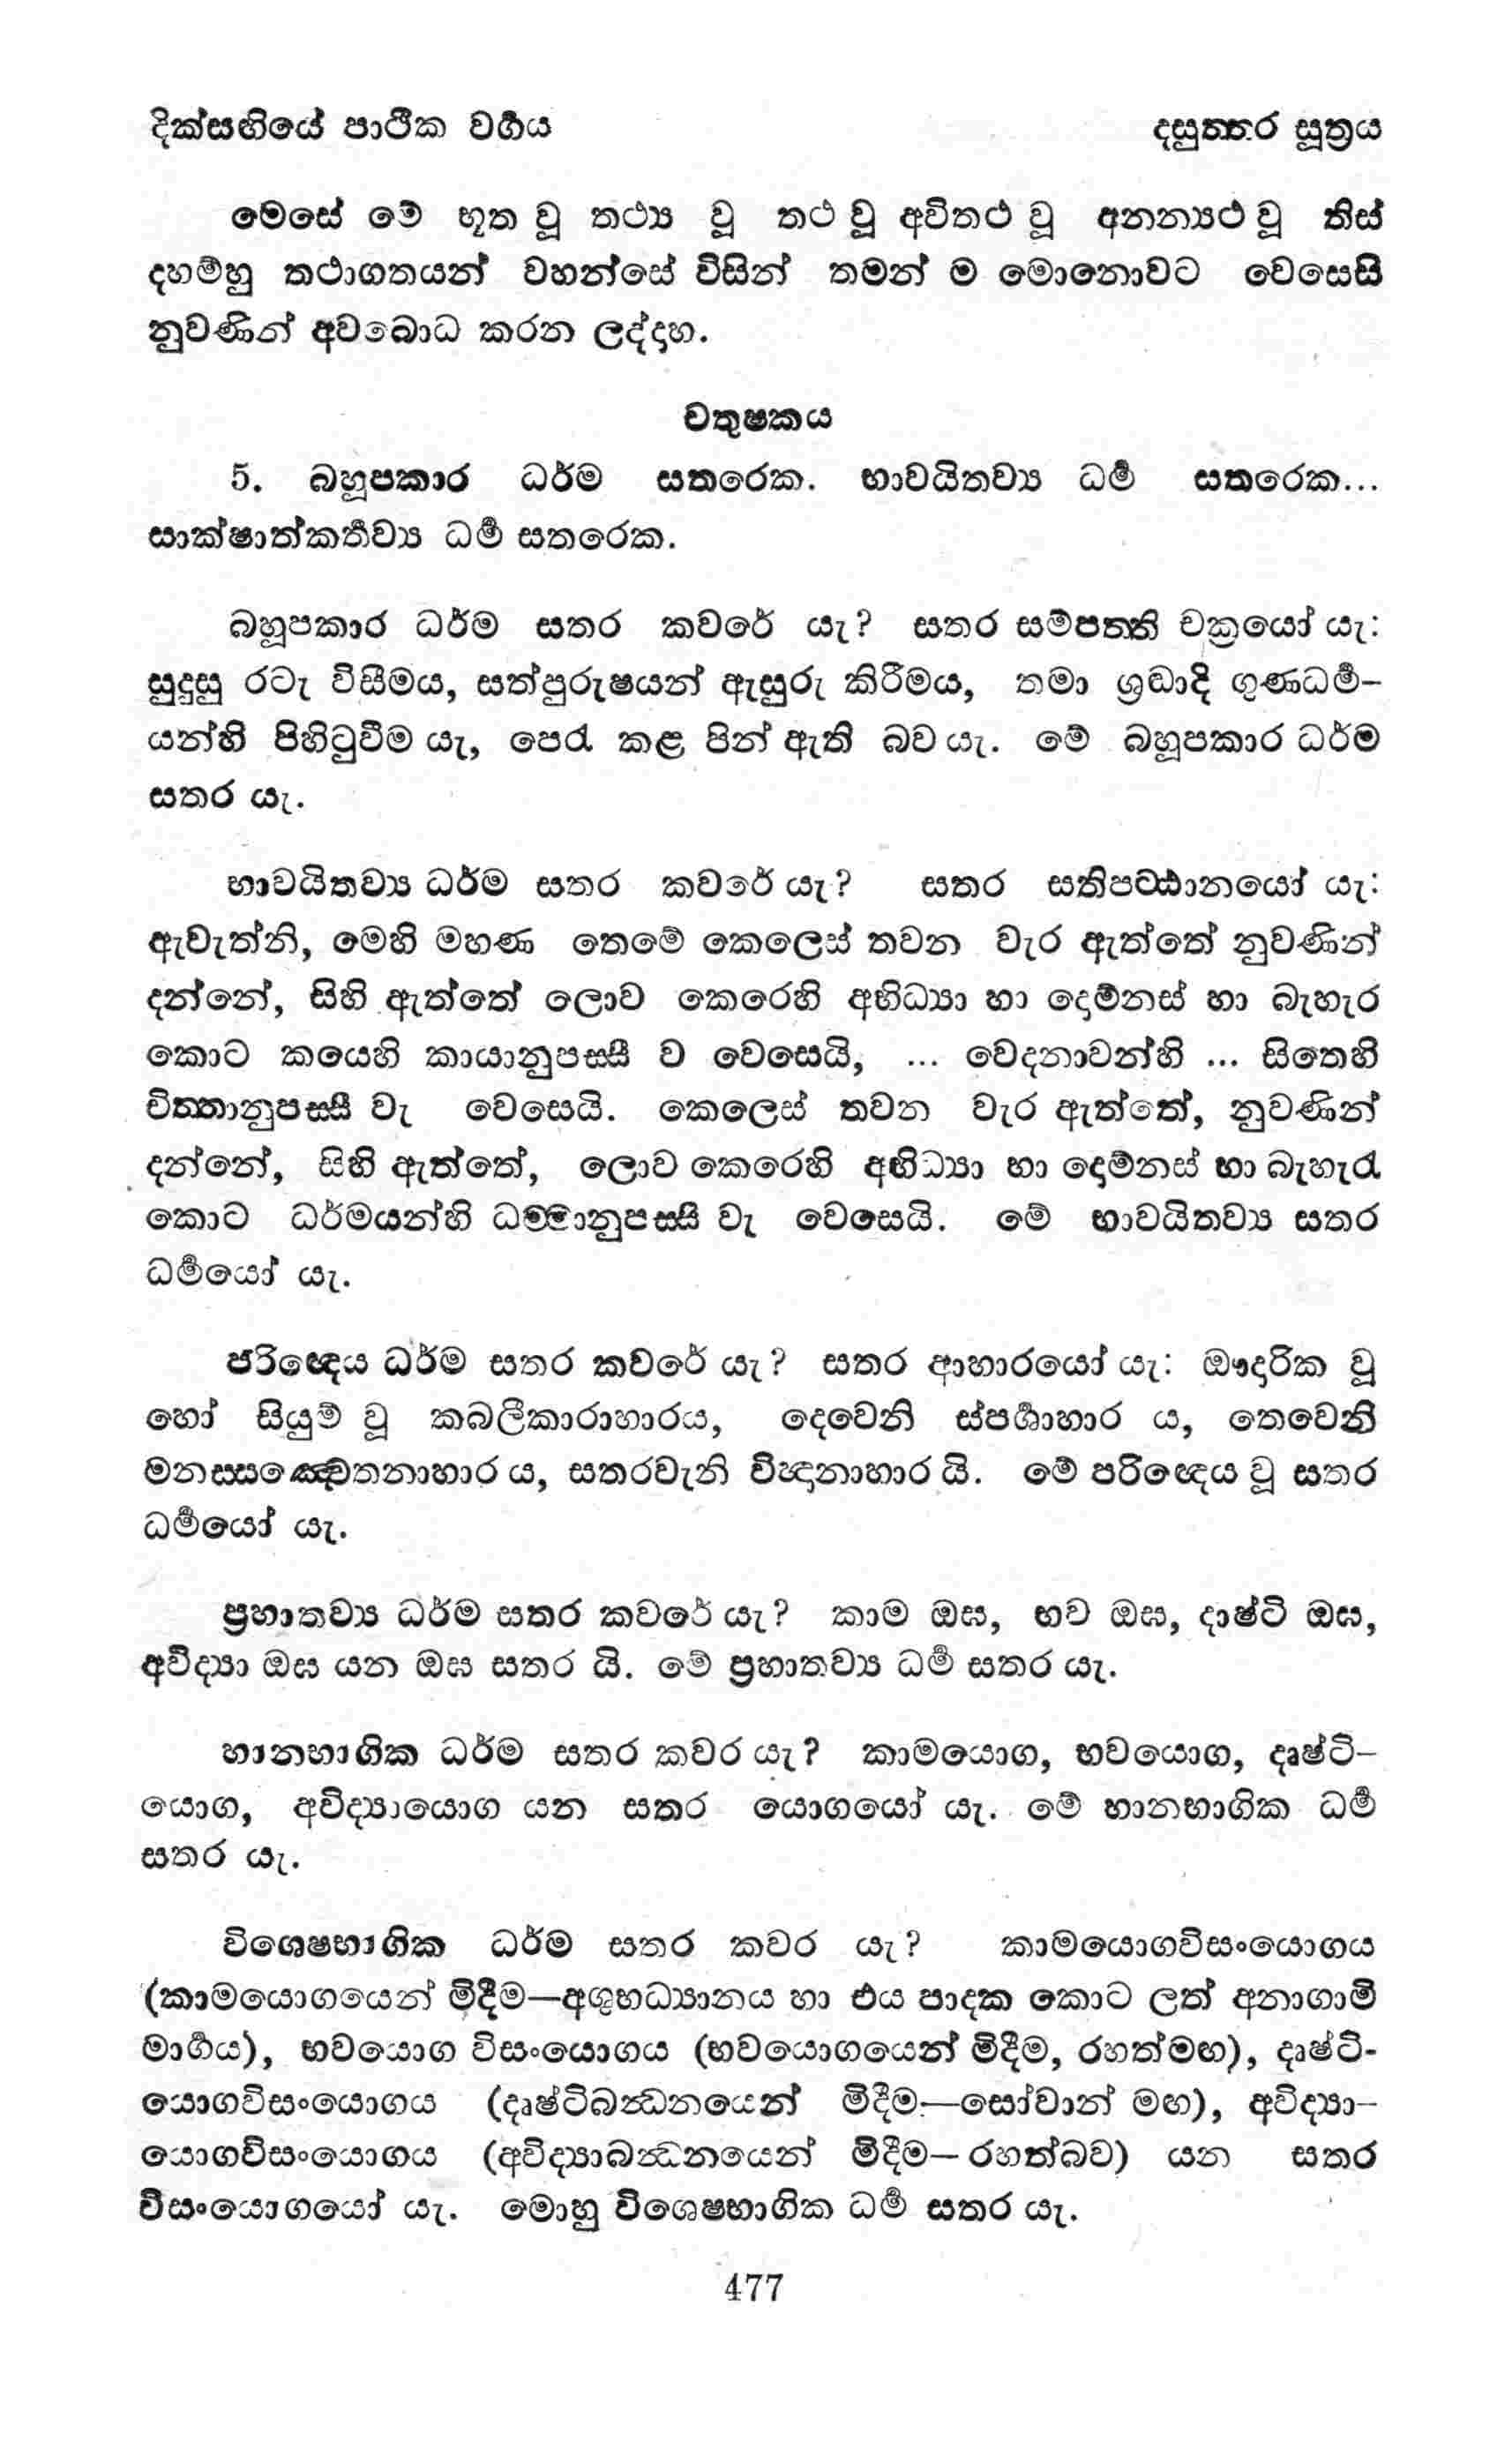 දික්සඟියේ පාථික වර්‍ගය
දසුත්තර සූත්‍රය
මෙසේ මේ භූත වූ තථ්‍ය වූ තථ වූ අවිතථ වූ අනන්‍යථ වූ තිස්
දහම්හු තථාගතයන් වහන්සේ විසින් තමන් ම මොනොවට වෙසෙසි
නුවණින් අවබොධ කරන ලද්දාහ.
චතුෂකය
5. බහූපකාර ධර්ම සතරෙක. භාවයිතව්‍ය ධර්‍ම සතරෙක...
සාක්ෂාත්කර්‍තව්‍ය ධර්‍ම සතරෙක.
බහූපකාර ධර්ම සතර කවරේ යැ? සතර සම්පත්ති චක්‍රයෝ යැ:
සුදුසු රටැ විසීමය, සත්පුරුෂයන් ඇසුරු කිරීමය, තමා ශ්‍රද්ධාදි ගුණධර්‍ම–
යන්හි පිහිටුවීම යැ, පෙරැ කළ පින් ඇති බව යැ. මේ බහූපකාර ධර්ම
සතර යැ.
භාවයිතව්‍ය ධර්ම සතර කවරේ යැ? සතර සතිපට්ඨානයෝ යැ:
ඇවැත්නි, මෙහි මහණ තෙමේ කෙලෙස් තවන වැර ඇත්තේ නුවණින්
දන්නේ, සිහි ඇත්තේ ලොව කෙරෙහි අභිධ්‍යා හා දොම්නස් හා බැහැර
කොට කයෙහි කායානුපස්සී ව වෙසෙයි, ... වෙදනාවන්හි ... සිතෙහි
චිත්තානුපස්සී වැ වෙසෙයි. කෙලෙස් තවන වැර ඇත්තේ, නුවණින්
දන්නේ, සිහි ඇත්තේ, ලොව කෙරෙහි අභිධ්‍යා හා දොම්නස් හා බැහැරැ
කොට ධර්මයන්හි ධම්මානුපස්සී වැ වෙසෙයි. මේ භාවයිතව්‍ය සතර
ධර්‍මයෝ යැ.
පරිඥෙය ධර්ම සතර කවරේ යැ? සතර ආහාරයෝ යැ: ඖදාරික වූ
හෝ සියුම් වූ කබලීකාරාහාරය, දෙවෙනි ස්පර්‍ශාහාර ය, තෙවෙනි
මනස්සඤ්චෙතනාහාර ය, සතරවැනි විඥානාහාර යි. මේ පරිඥෙය වූ සතර
ධර්‍මයෝ යැ.
ප්‍රහාතව්‍ය ධර්ම සතර කවරේ යැ? කාම ඔඝ, භව ඔඝ, දෘෂ්ටි ඔඝ,
අවිද්‍යා ඔඝ යන ඔඝ සතර යි. මේ ප්‍රහාතව්‍ය ධර්‍ම සතර යැ.
හානභාගික ධර්ම සතර කවර යැ? කාමයොග, භවයොග, දෘෂ්ටි–
යොග, අවිද්‍යායොග යන සතර යොගයෝ යැ. මේ හානභාගික ධර්‍ම
සතර යැ.
විශෙෂභාගික ධර්ම සතර කවර යැ? කාමයොගවිසංයොගය
(කාමයොගයෙන් මිදීම—අශුභධ්‍යානය හා එය පාදක කොට ලත් අනාගාමි
මාර්‍ගය), භවයොග විසංයොගය (භවයොගයෙන් මිදීම, රහත්මඟ), දෘෂ්ටි-
යොගවිසංයොගය (දෘෂ්ටිබන්ධනයෙන් මිදීම—සෝවාන් මඟ), අවිද්‍යා–
යොගවිසංයොගය (අවිද්‍යාබන්ධනයෙන් මිදීම—රහත්බව) යන සතර
විසංයොගයෝ යැ. මොහු විශෙෂභාගික ධර්‍ම සතර යැ.
477